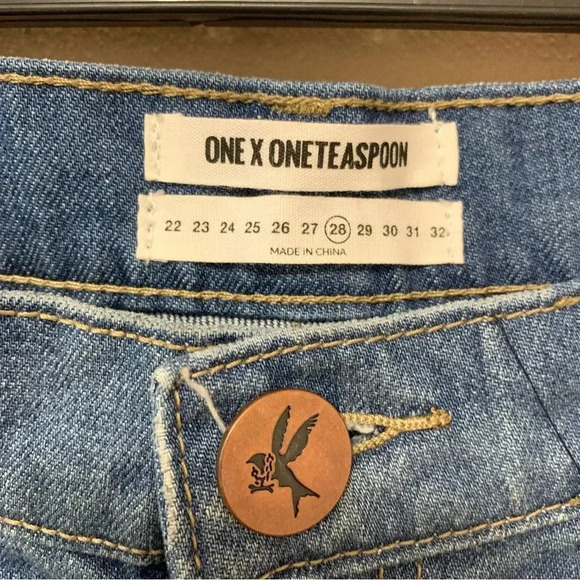 ONE X ONETEASPOON
22 23 24 25 26 27 28 29 30 31 32
MADE IN CHINA